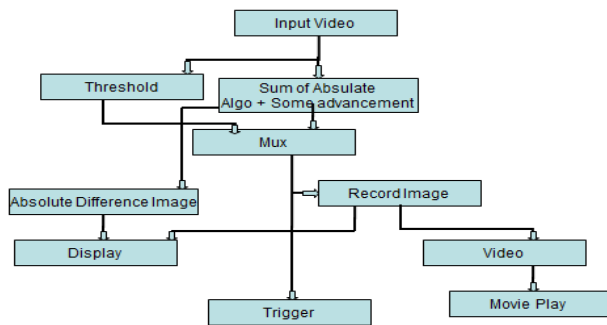 Input Video
Threshold
Sum of Absulate
Algo + Some advancement
Mux
Absolute Difference Image
Record Image
Display
Video
Trigger
Movie Play